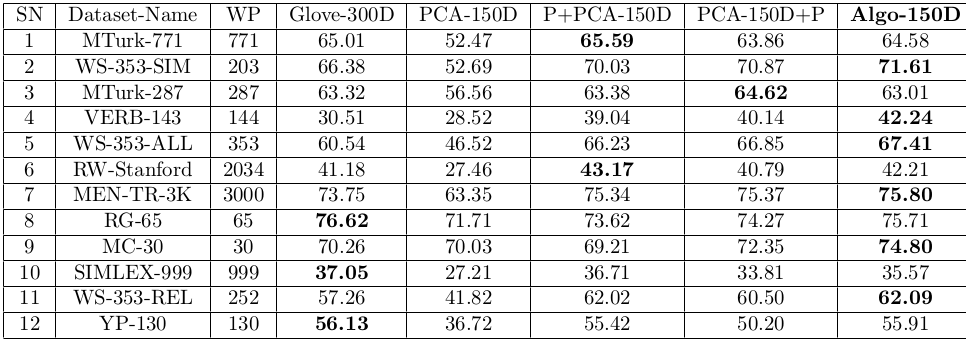 SN Dataset-Name WP Glove-300D PCA-150D P+PCA-150D PCA-150D+P Algo-150D
1 MTurk-771 771 65.01 52.47 65.59 63.86 64.58
2 WS-353-SIM 203 66.38 52.69 70.03 70.87 71.61
3 MTurk-287 287 63.32 56.56 63.38 64.62 63.01
4 VERB-143 144 30.51 28.52 39.04 40.14 42.24
5 WS-353-ALL 353 60.54 46.52 66.23 66.85 67.41
6 RW-Stanford 2034 41.18 27.46 43.17 40.79 42.21
7 MEN-TR-3K 3000 73.75 63.35 75.34 75.37 75.80
8 RG-65 65 76.62 71.71 73.62 74.27 75.71
9 MC-30 30 70.26 70.03 69.21 72.35 74.80
10 SIMLEX-999 999 37.05 27.21 36.71 33.81 35.57
11 WS-353-REL 252 57.26 41.82 62.02 60.50 62.09
12 YP-130 130 56.13 36.72 55.42 50.20 55.91